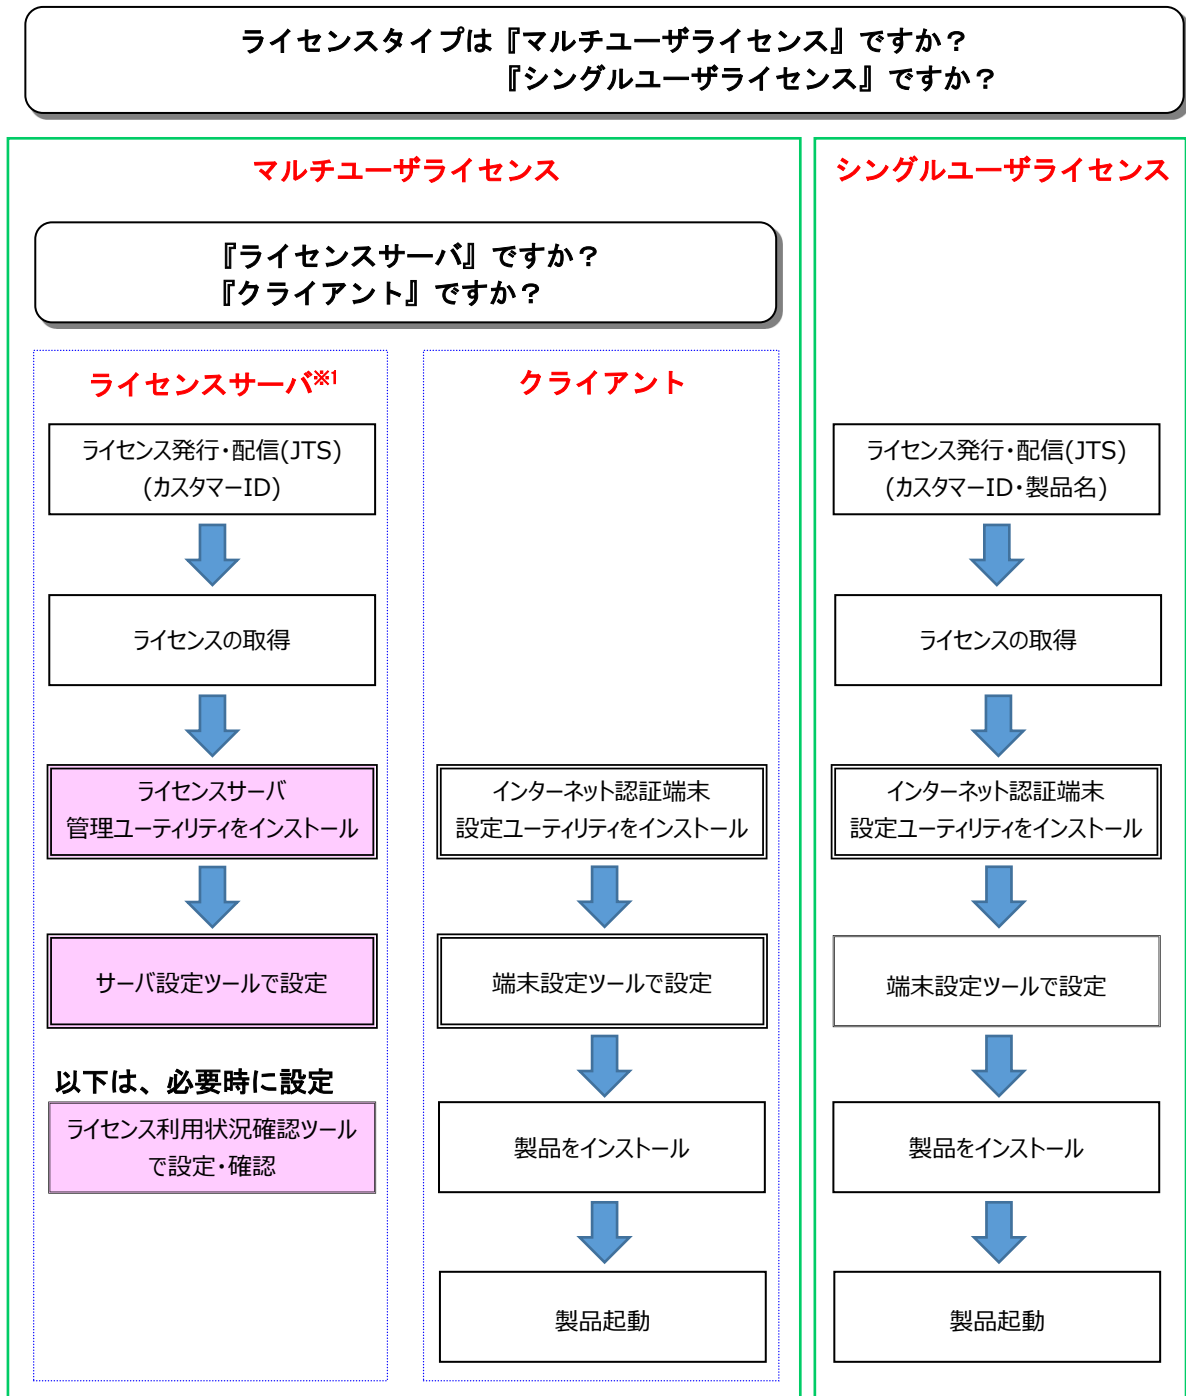 ライセンスタイプは『マルチユーザライセンス』ですか？
『シングルユーザライセンス』ですか？
マルチユーザライセンス
『ライセンスサーバ』ですか？
『クライアント』ですか？
ライセンスサーバ※1
ライセンス発行・配信(JTS)
(カスタマーID)
ライセンスの取得
ライセンスサーバ
管理ユーティリティをインストール
サーバ設定ツールで設定
以下は、必要時に設定
ライセンス利用状況確認ツール
で設定・確認
クライアント
インターネット認証端末
設定ユーティリティをインストール
端末設定ツールで設定
製品をインストール
製品起動
シングルユーザライセンス
ライセンス発行・配信(JTS)
(カスタマーID・製品名)
ライセンスの取得
インターネット認証端末
設定ユーティリティをインストール
端末設定ツールで設定
製品をインストール
製品起動